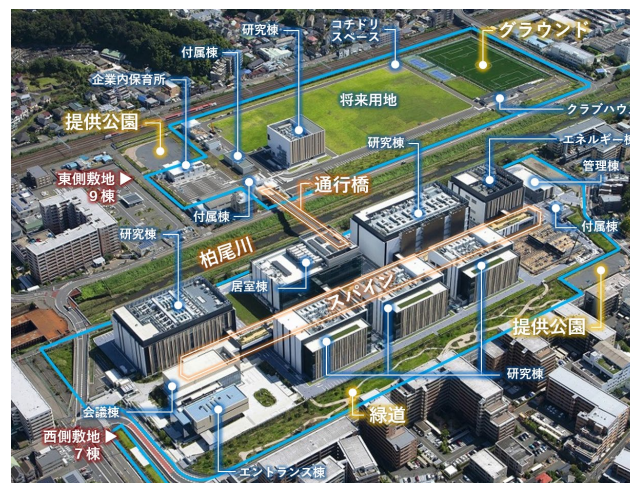 コチドリ
スペース
グラウンド
研究棟
付属棟
企業内保育所
将来用地
クラブハウ
提供公園
研究棟
エネルギー棟
管理棟
東側敷地
9棟
通行橋
付属棟
付属棟
研究棟
柏尾川
居室棟
スパイン
提供公園
研究棟
会議棟
緑道
西側敷地
7棟
エントランス棟